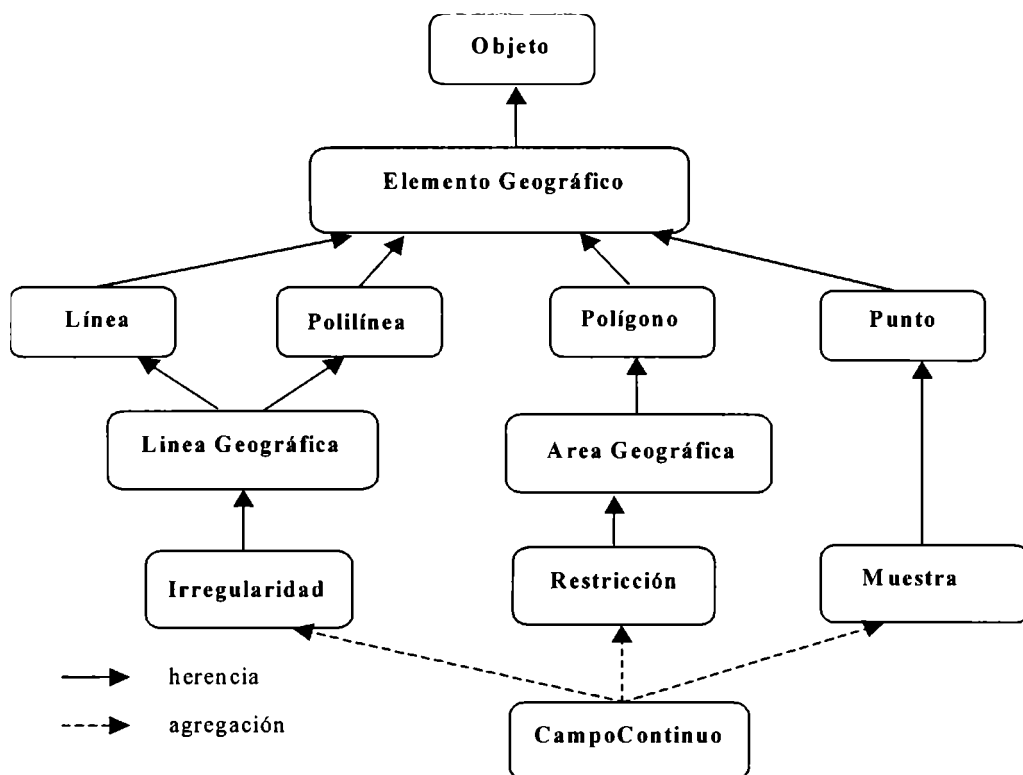 Objeto
Elemento Geográfico
Línea
Polilínea
Polígono
Punto
Linea Geográfica
Area Geográfica
Irregularidad
Restricción
Muestra
herencia
agregación
CampoContinuo